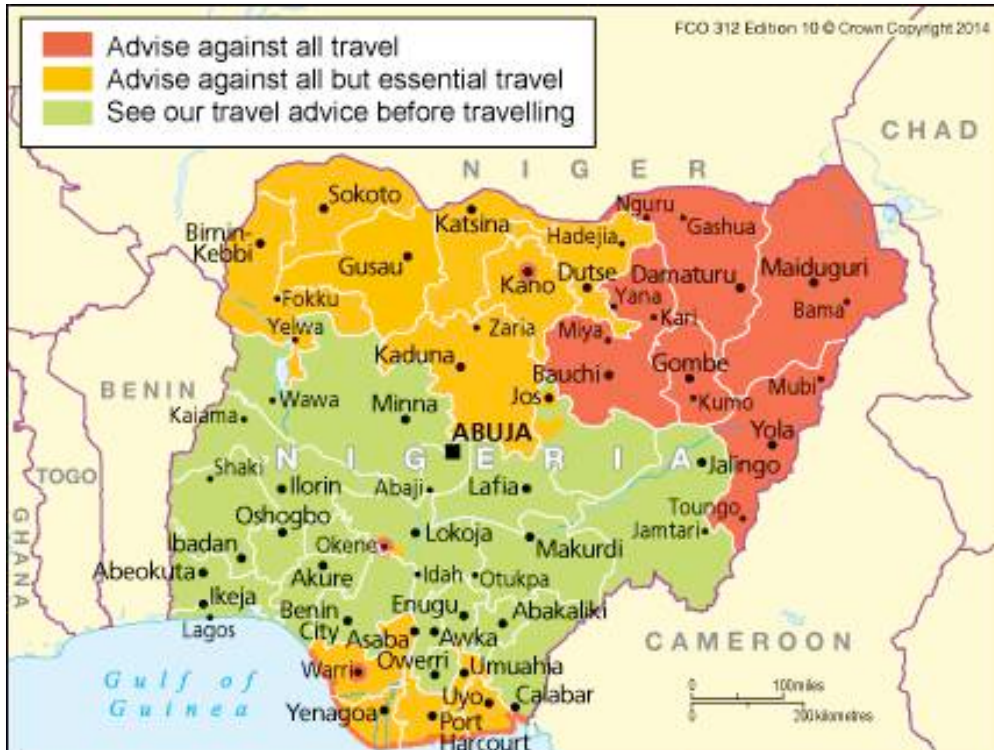 FCO 312 Edition 10 © Crown Copyright 2014
Advise against all travel
Advise against all but essential travel
See our travel advice before travelling
CHAD
NIGER
Sokoto
Katsina
Nguru
Gashua
Birnin-
Kebbi
Hadejia
Gusau
Kano
Dutse
Damaturu
Maiduguri
Fokku
Yana
Bama
Zaria
Kari
Yelwa
Miya
Kaduna
Gombe
Bauchi
Mubi
BENIN
Wawa
Jos
Kumo
Kaiama
Minna
ABUJA
Yola
NIGERIA
Shaki
Jalingo
TOGO
Ilorin
Abaji
Lafia
Toungo
Oshogbo
Lokoja
Jamtari
GHANA
Okene
Makurdi
Ibadan
Abeokuta
Akure
Idah
Otukpa
Ikeja
Benin
City
Enugu
Abakaliki
Lagos
Asaba
Awka
CAMEROON
Owerri
Warri
Umuahia
Gulf of
Guinea
Uyo
Calabar
Yenagoa
Port
Harcourt
0 100miles
0 200kilometres